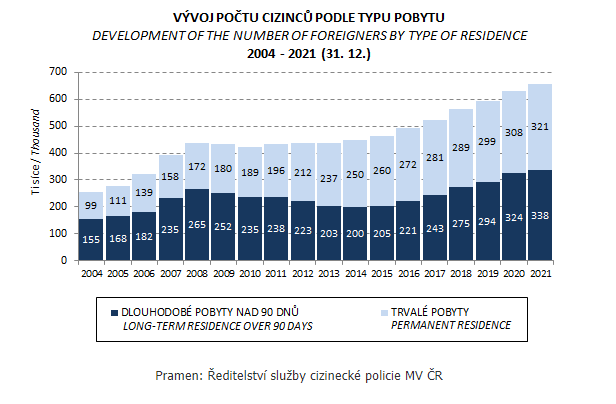 VÝVOJ POČTU CIZINCŮ PODLE TYPU POBYTU
DEVELOPMENT OF THE NUMBER OF FOREIGNERS BY TYPE OF RESIDENCE
2004 - 2021 (31. 12.)
Tisíce/ Thousand
700
600
500
400
300
200
100
0
99 111 139 158 172 180 189 196 212 237 250 260 272 281 289 299 308 321
155 168 182 235 265 252 235 238 223 203 200 205 221 243 275 294 324 338
2004 2005 2006 2007 2008 2009 2010 2011 2012 2013 2014 2015 2016 2017 2018 2019 2020 2021
DLOUHODOBÉ POBYTY NAD 90 DNŮ
LONG-TERM RESIDENCE OVER 90 DAYS
TRVALÉ POBYTY
PERMANENT RESIDENCE
Pramen: Ředitelství služby cizinecké policie MV ČR